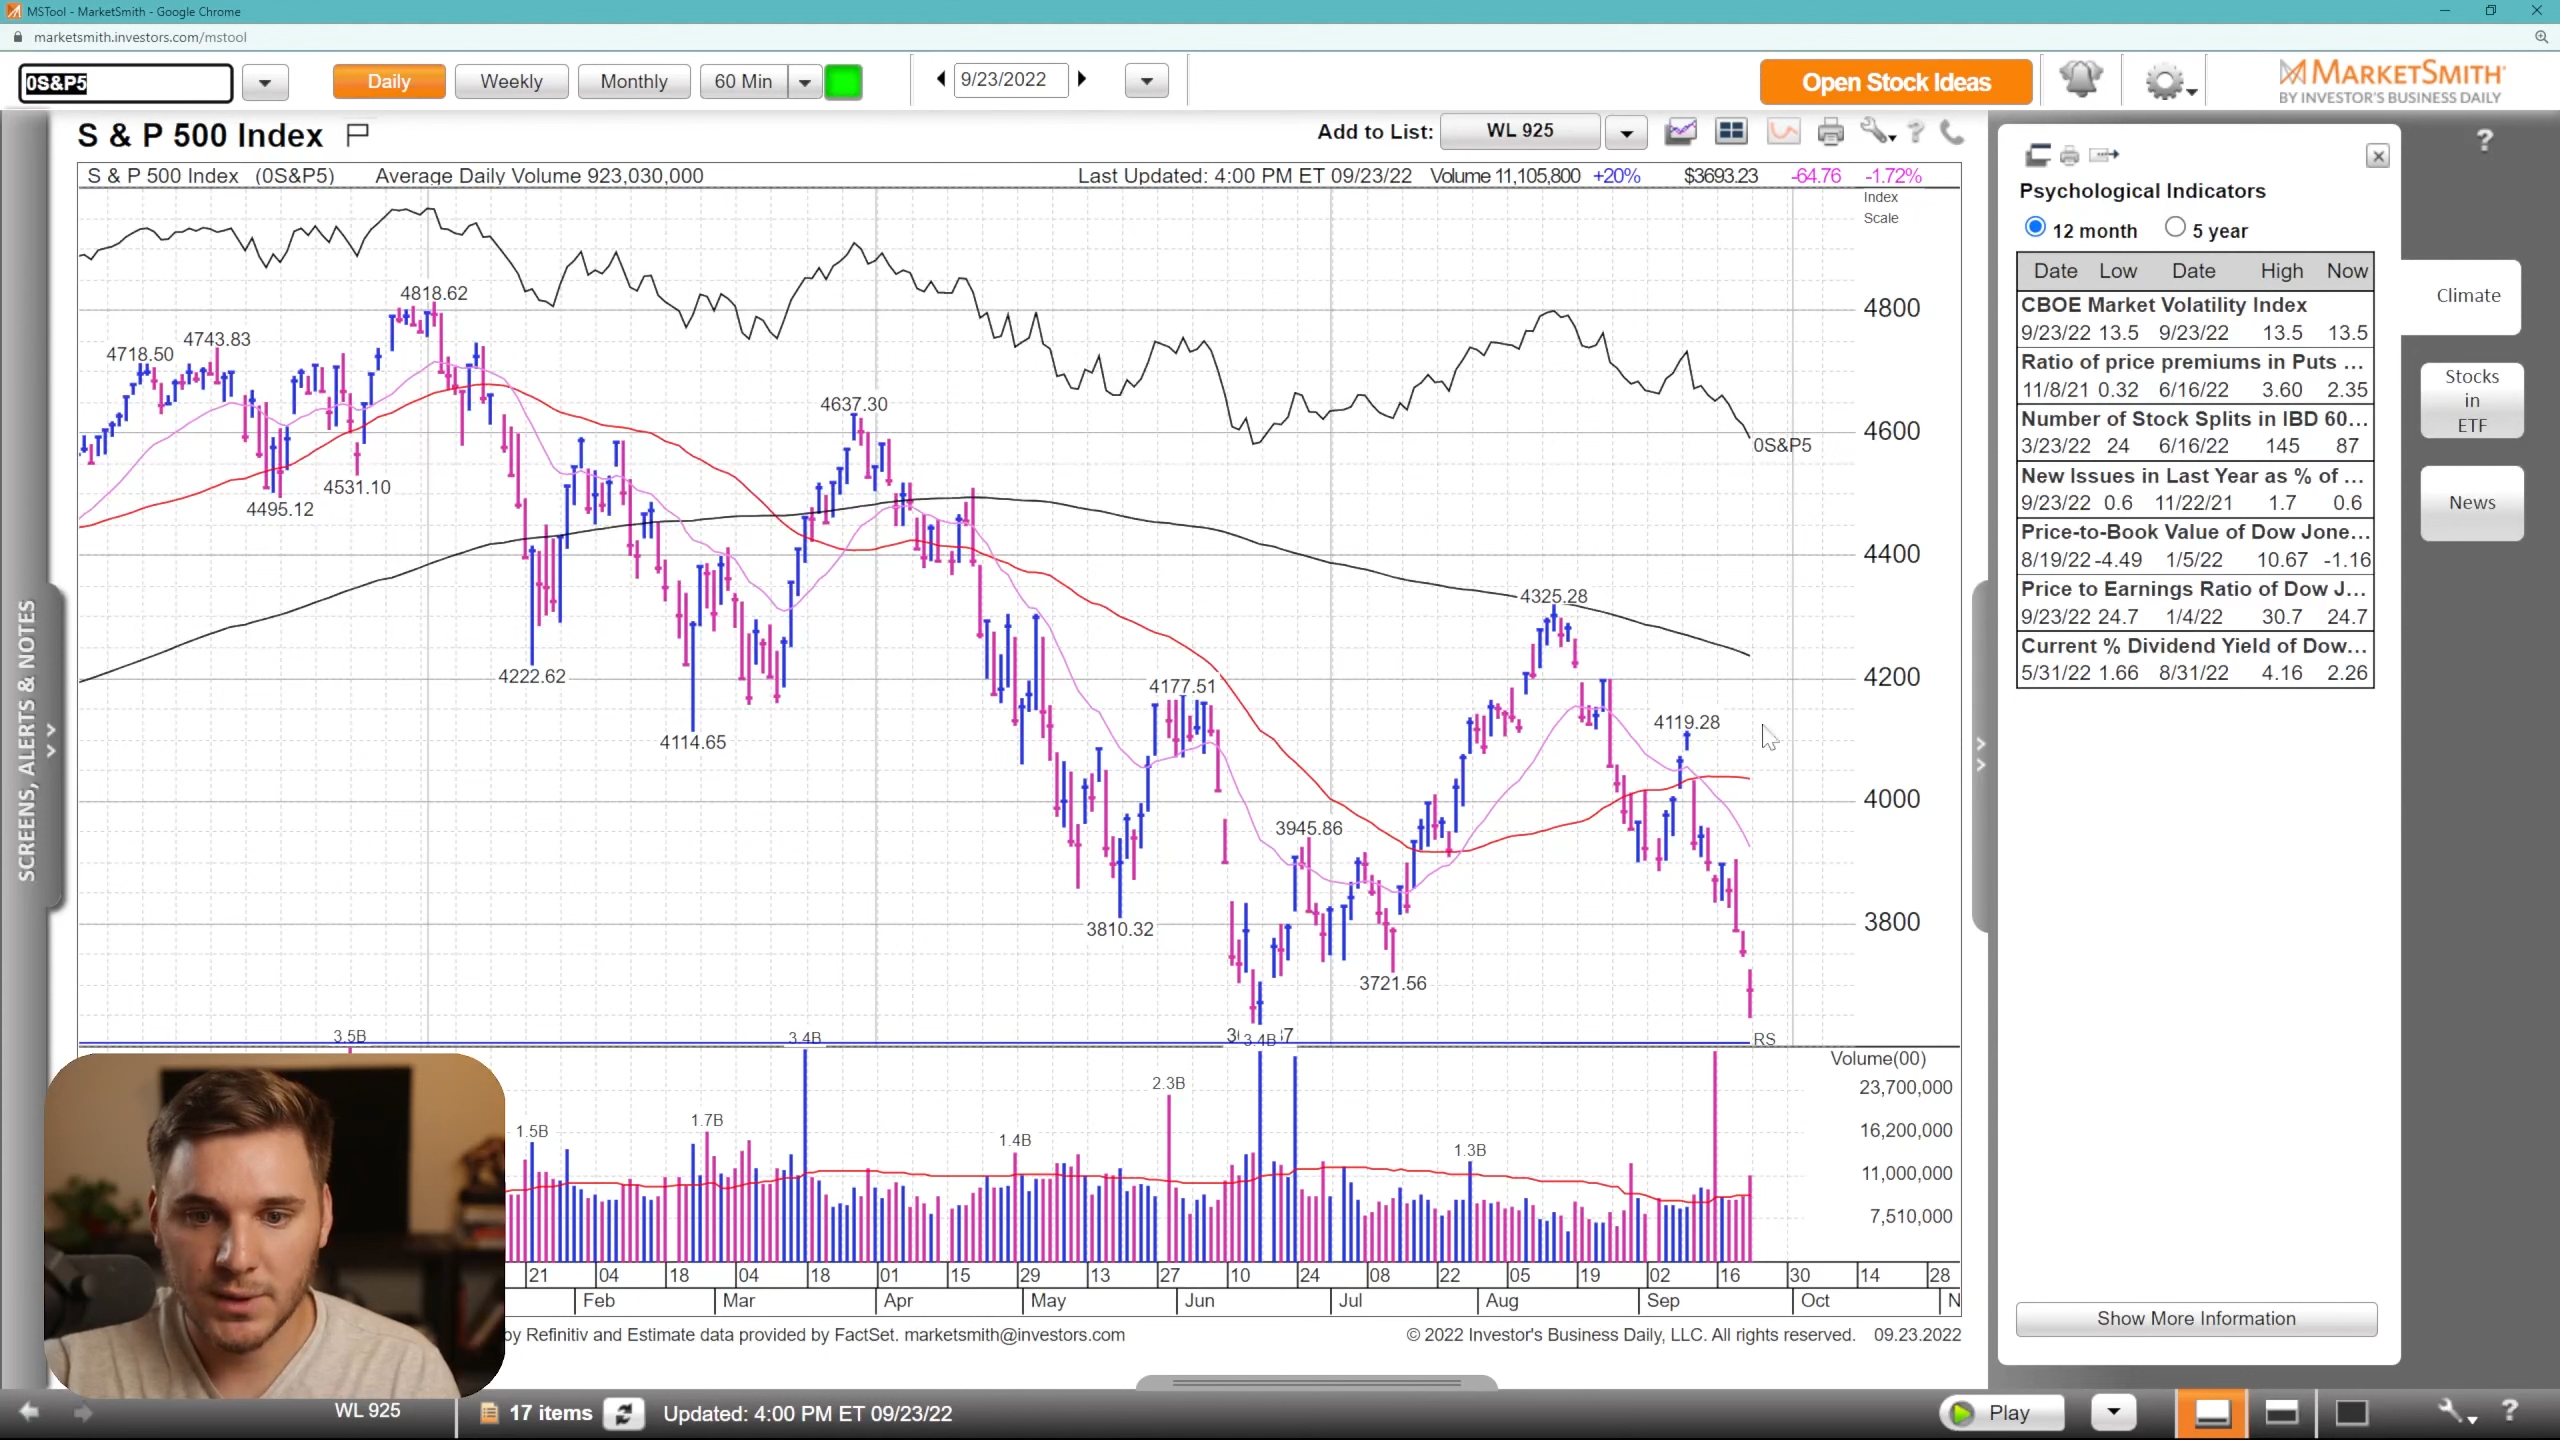 MSTool - MarketSmith - Google Chrome
marketsmith.investors.com/mstool
0S&P5
Daily
Weekly
Monthly
60 Min
9/23/2022
Open Stock Ideas
MARKETSMITH
BY INVESTOR'S BUSINESS DAILY
S & P 500 Index
Add to List:
WL 925
S & P 500 Index (0S&P5) Average Daily Volume 923,030,000
Last Updated: 4:00 PM ET 09/23/22 Volume 11,105,800 +20% $3693.23 -64.76 -1.72%
Index
Scale
4818.62
4743.83
4718.50
4495.12
4531.10
4222.62
4114.65
4637.30
3810.32
4177.51
3945.86
3721.56
4325.28
4119.28
0S&P5
4800
4600
4400
4200
4000
3800
RS
3.5B
3.4B
3.4B
Volume(00)
23,700,000
16,200,000
11,000,000
7,510,000
1.5B
1.7B
1.4B
2.3B
1.3B
21 04 18 04 18 01 15 29 13 27 10 24 08 22 05 19 02 16 30 14 28
Feb Mar Apr May Jun Jul Aug Sep Oct N
by Refinitiv and Estimate data provided by FactSet. marketsmith@investors.com
© 2022 Investor's Business Daily, LLC. All rights reserved. 09.23.2022
SCREENS, ALERTS & NOTES
Psychological Indicators
12 month
5 year
Date Low Date High Now
CBOE Market Volatility Index
9/23/22 13.5 9/23/22 13.5 13.5
Ratio of price premiums in Puts ...
11/8/21 0.32 6/16/22 3.60 2.35
Number of Stock Splits in IBD 60...
3/23/22 24 6/16/22 145 87
New Issues in Last Year as % of ...
9/23/22 0.6 11/22/21 1.7 0.6
Price-to-Book Value of Dow Jone...
8/19/22 -4.49 1/5/22 10.67 -1.16
Price to Earnings Ratio of Dow J...
9/23/22 24.7 1/4/22 30.7 24.7
Current % Dividend Yield of Dow...
5/31/22 1.66 8/31/22 4.16 2.26
Show More Information
Climate
Stocks
in
ETF
News
WL 925
17 items
Updated: 4:00 PM ET 09/23/22
Play